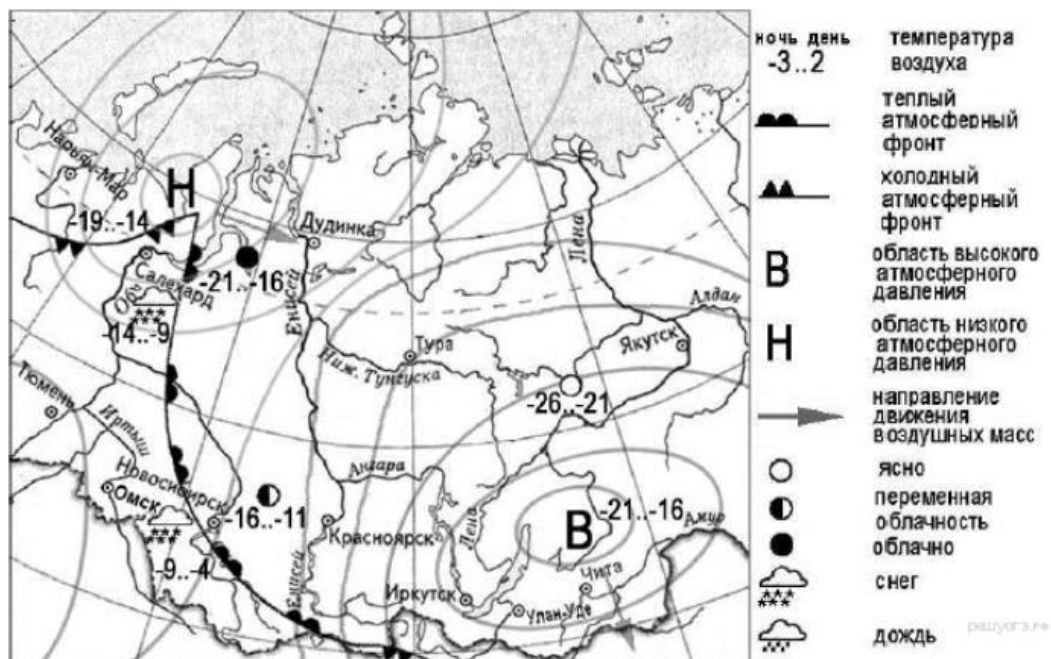 Нарьян-Мар
Н
-19..-14
Дудинка
Салехард
-21..-16
Обь
-14..-9
Енисей
Лена
Алдан
Якутск
Тура
Ниж. Тунгуска
-26..-21
Тюмень
Иртыш
Ангара
Новосибирск
Омск
-16..-11
-9..-4
Красноярск
Енисей
Лена
В
-21..-16
Амур
Иркутск
Чита
Улан-Уде
ночь день
-3..2
температура
воздуха
теплый
атмосферный
фронт
холодный
атмосферный
фронт
В
область высокого
атмосферного
давления
Н
область низкого
атмосферного
давления
направление
движения
воздушных масс
ясно
переменная
облачность
облачно
снег
дождь
решуогэ.рф